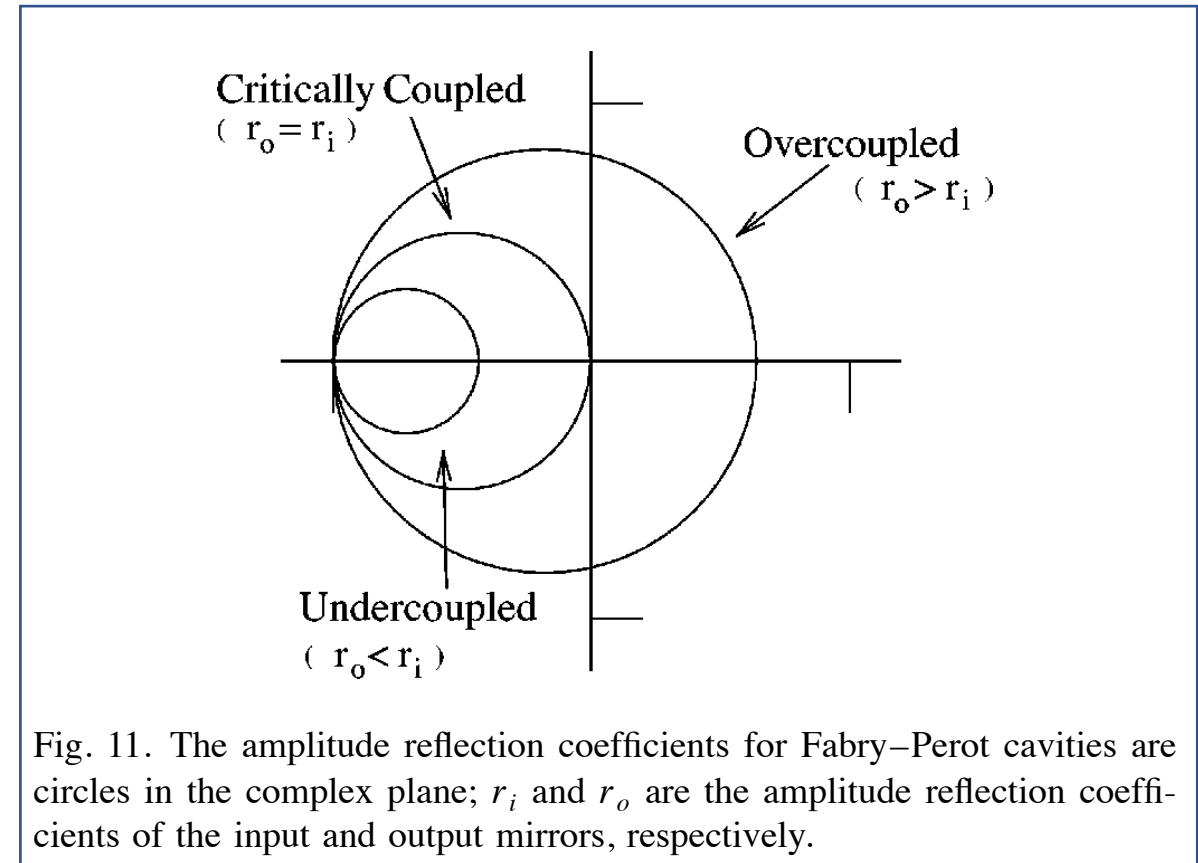 Critically Coupled
( r_o = r_i )
Overcoupled
( r_o > r_i )
Undercoupled
( r_o < r_i )
Fig. 11. The amplitude reflection coefficients for Fabry–Perot cavities are
circles in the complex plane; r_i and r_o are the amplitude reflection coeffi-
cients of the input and output mirrors, respectively.